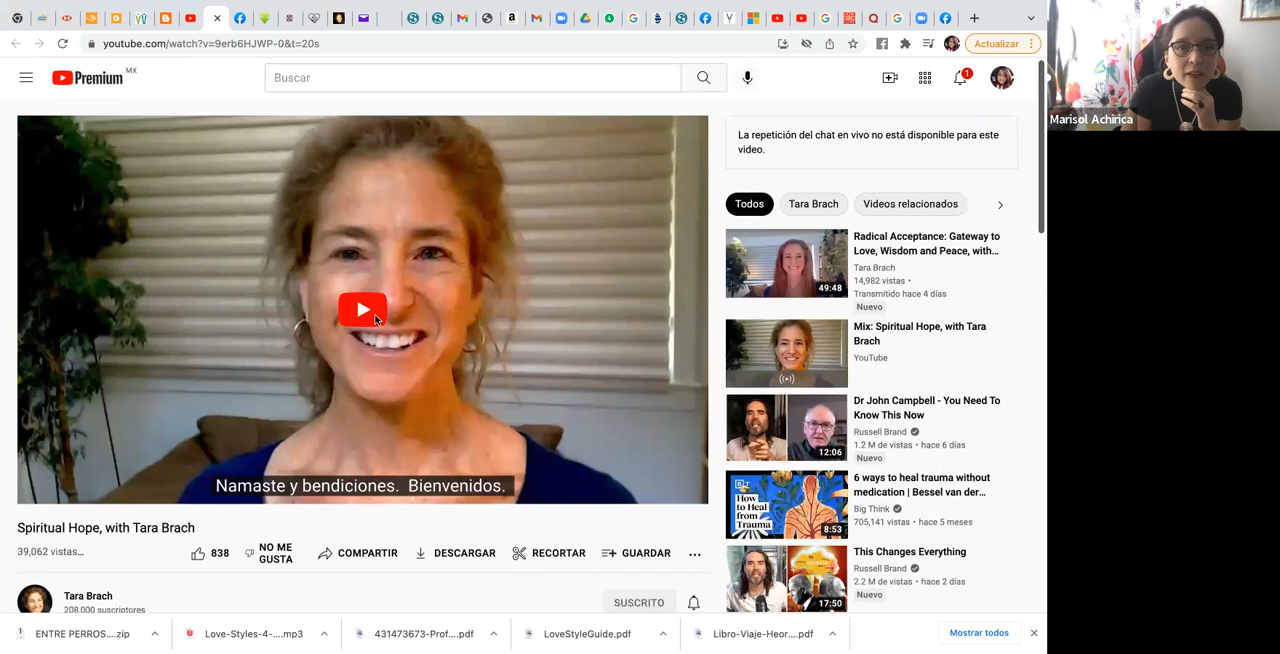 youtube.com/watch?v=9erb6HJWP-0&t=20s
Actualizar
Premium MX
Buscar
1
Marisol Achirica
La repetición del chat en vivo no está disponible para este
video.
Todos
Tara Brach
Videos relacionados
Radical Acceptance: Gateway to
Love, Wisdom and Peace, with…
Tara Brach
14,982 vistas •
Transmitido hace 4 días
Nuevo
49:48
Mix: Spiritual Hope, with Tara
Brach
YouTube
Dr John Campbell - You Need To
Know This Now
Russell Brand
1.2 M de vistas • hace 6 días
Nuevo
12:06
6 ways to heal trauma without
medication | Bessel van der…
Big Think
705,141 vistas • hace 5 meses
How to
Heal
from
Trauma
8:53
This Changes Everything
Russell Brand
2.2 M de vistas • hace 2 días
Nuevo
17:50
Namaste y bendiciones. Bienvenidos.
Spiritual Hope, with Tara Brach
39,062 vistas…
838
NO ME
GUSTA
COMPARTIR
DESCARGAR
RECORTAR
GUARDAR
Tara Brach
208,000 suscriptores
SUSCRITO
ENTRE PERROS....zip
Love-Styles-4-....mp3
431473673-Prof....pdf
LoveStyleGuide.pdf
Libro-Viaje-Heor....pdf
Mostrar todos